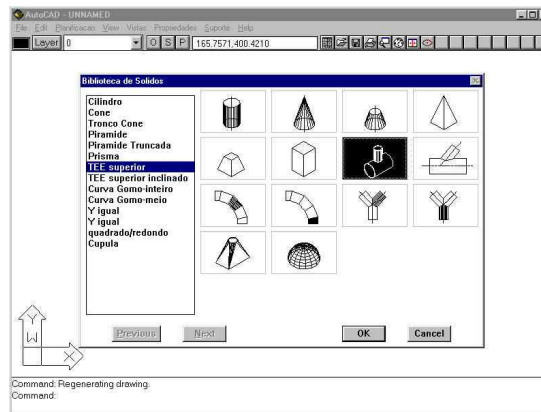 AutoCAD - UNNAMED
File Edit Planificacao View Vistas Propriedades Suporte Help
Layer 0 O S P 165.7571,400.4210
Biblioteca de Solidos
Cilindro
Cone
Tronco Cone
Piramide
Piramide Truncada
Prisma
TEE superior
TEE superior inclinado
Curva Gomo-inteiro
Curva Gomo-meio
Y igual
Y igual
quadrado/redondo
Cupula
Previous Next OK Cancel
Y
W
X
Command: Regenerating drawing.
Command: